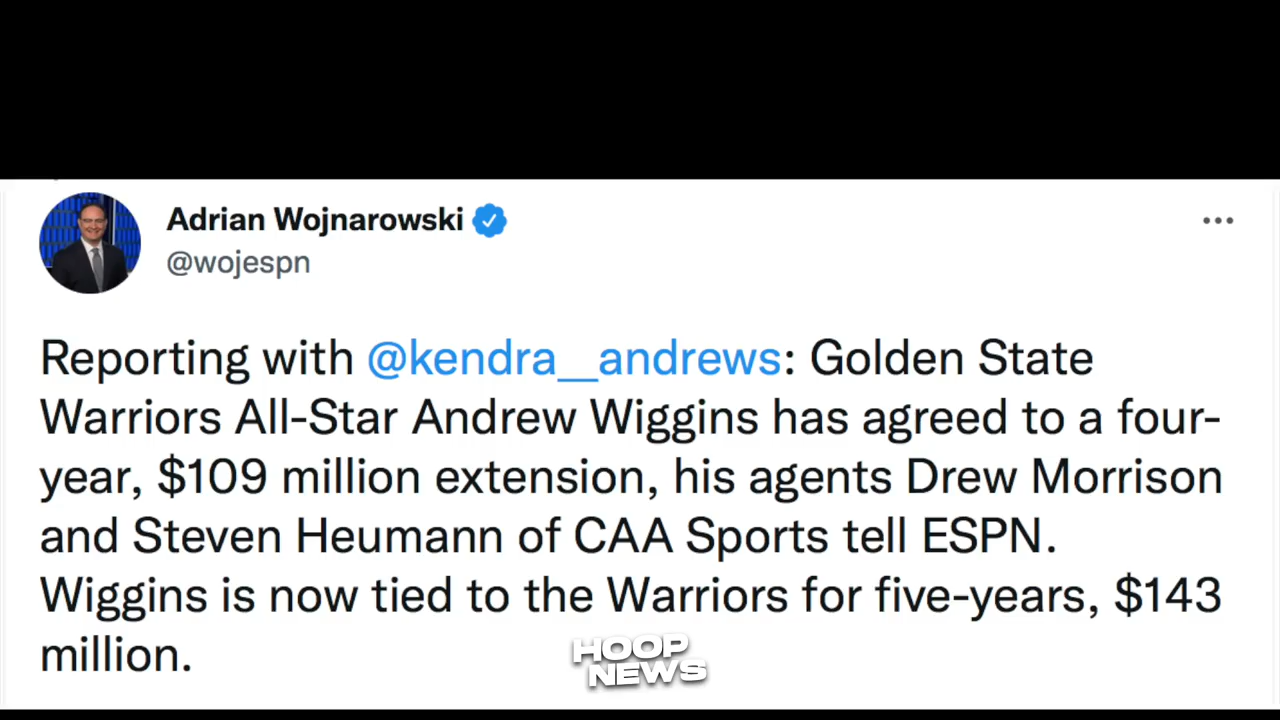 Adrian Wojnarowski
@wojespn
Reporting with @kendra__andrews: Golden State
Warriors All-Star Andrew Wiggins has agreed to a four-
year, $109 million extension, his agents Drew Morrison
and Steven Heumann of CAA Sports tell ESPN.
Wiggins is now tied to the Warriors for five-years, $143
million.
HOOP
NEWS